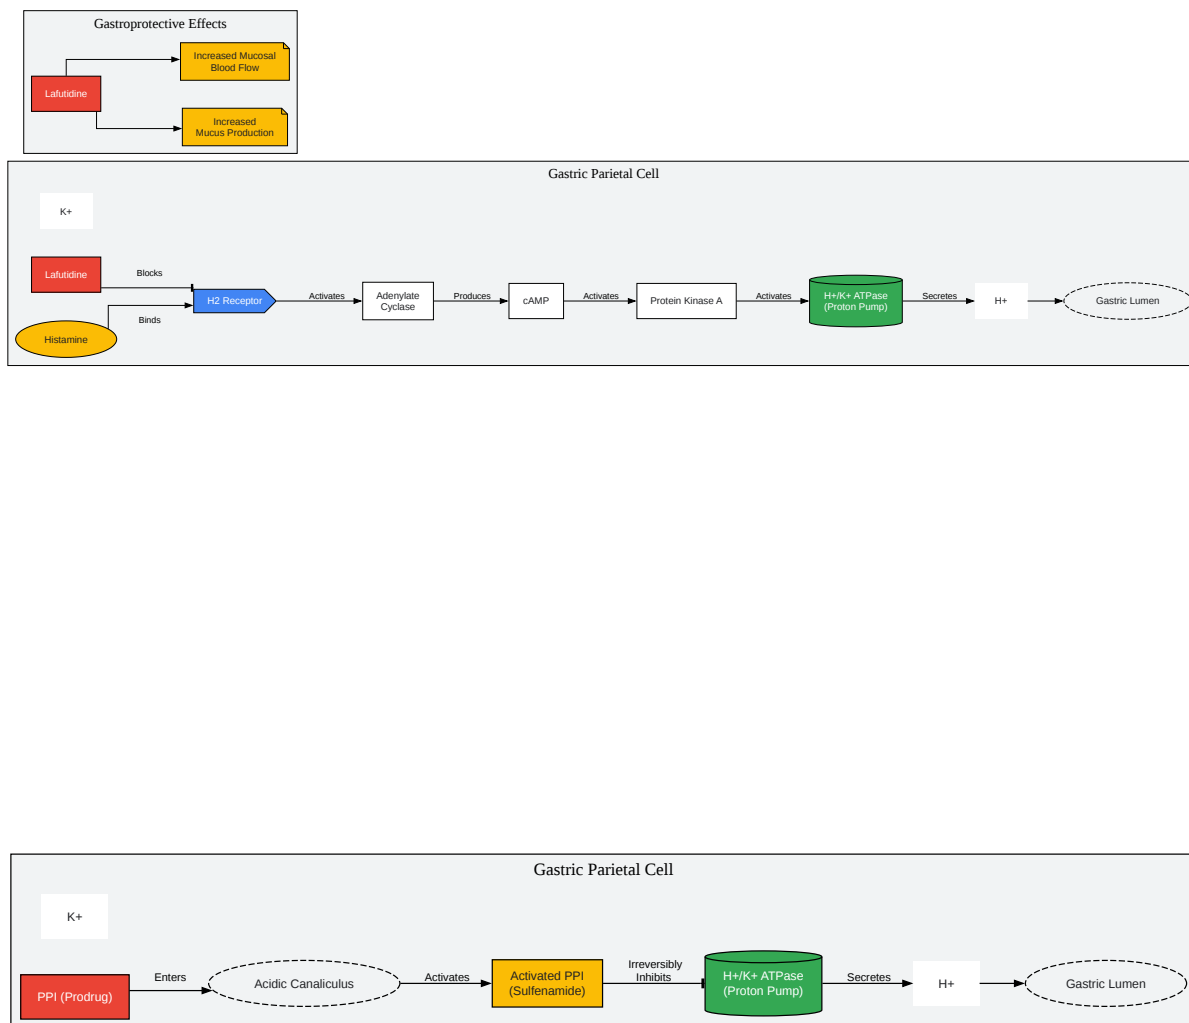 Gastroprotective Effects
Increased Mucosal
Blood Flow
Lafutidine
Increased
Mucus Production
Gastric Parietal Cell
K+
Lafutidine
Blocks
H2 Receptor
Binds
Histamine
Activates
Adenylate
Cyclase
Produces
cAMP
Activates
Protein Kinase A
Activates
H+/K+ ATPase
(Proton Pump)
Secretes
H+
Gastric Lumen
Gastric Parietal Cell
K+
PPI (Prodrug)
Enters
Acidic Canaliculus
Activates
Activated PPI
(Sulfenamide)
Irreversibly
Inhibits
H+/K+ ATPase
(Proton Pump)
Secretes
H+
Gastric Lumen